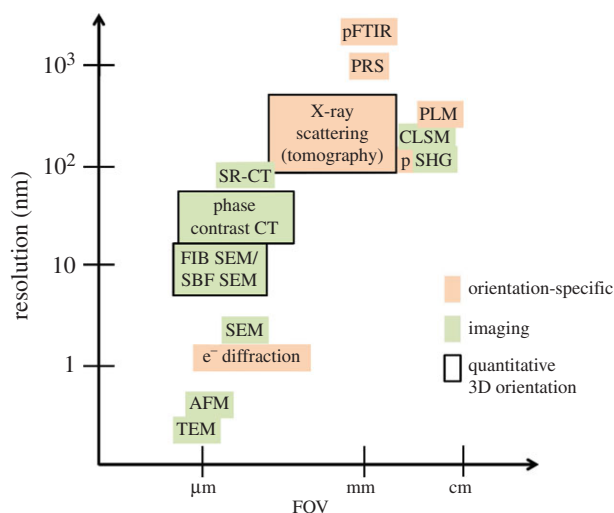 pFTIR
10³
PRS
X-ray
scattering
(tomography)
PLM
CLSM
p SHG
10²
SR-CT
phase
contrast CT
resolution (nm)
10
FIB SEM/
SBF SEM
orientation-specific
imaging
quantitative
3D orientation
SEM
e⁻ diffraction
1
AFM
TEM
μm
mm
cm
FOV